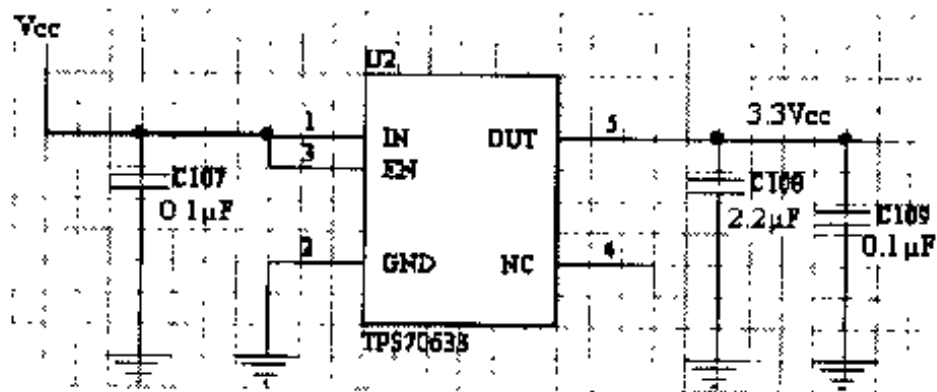 Vcc
U2
1
IN
OUT
5
3.3Vcc
3
EN
C107
0.1µF
C108
2.2µF
C109
0.1µF
2
GND
NC
4